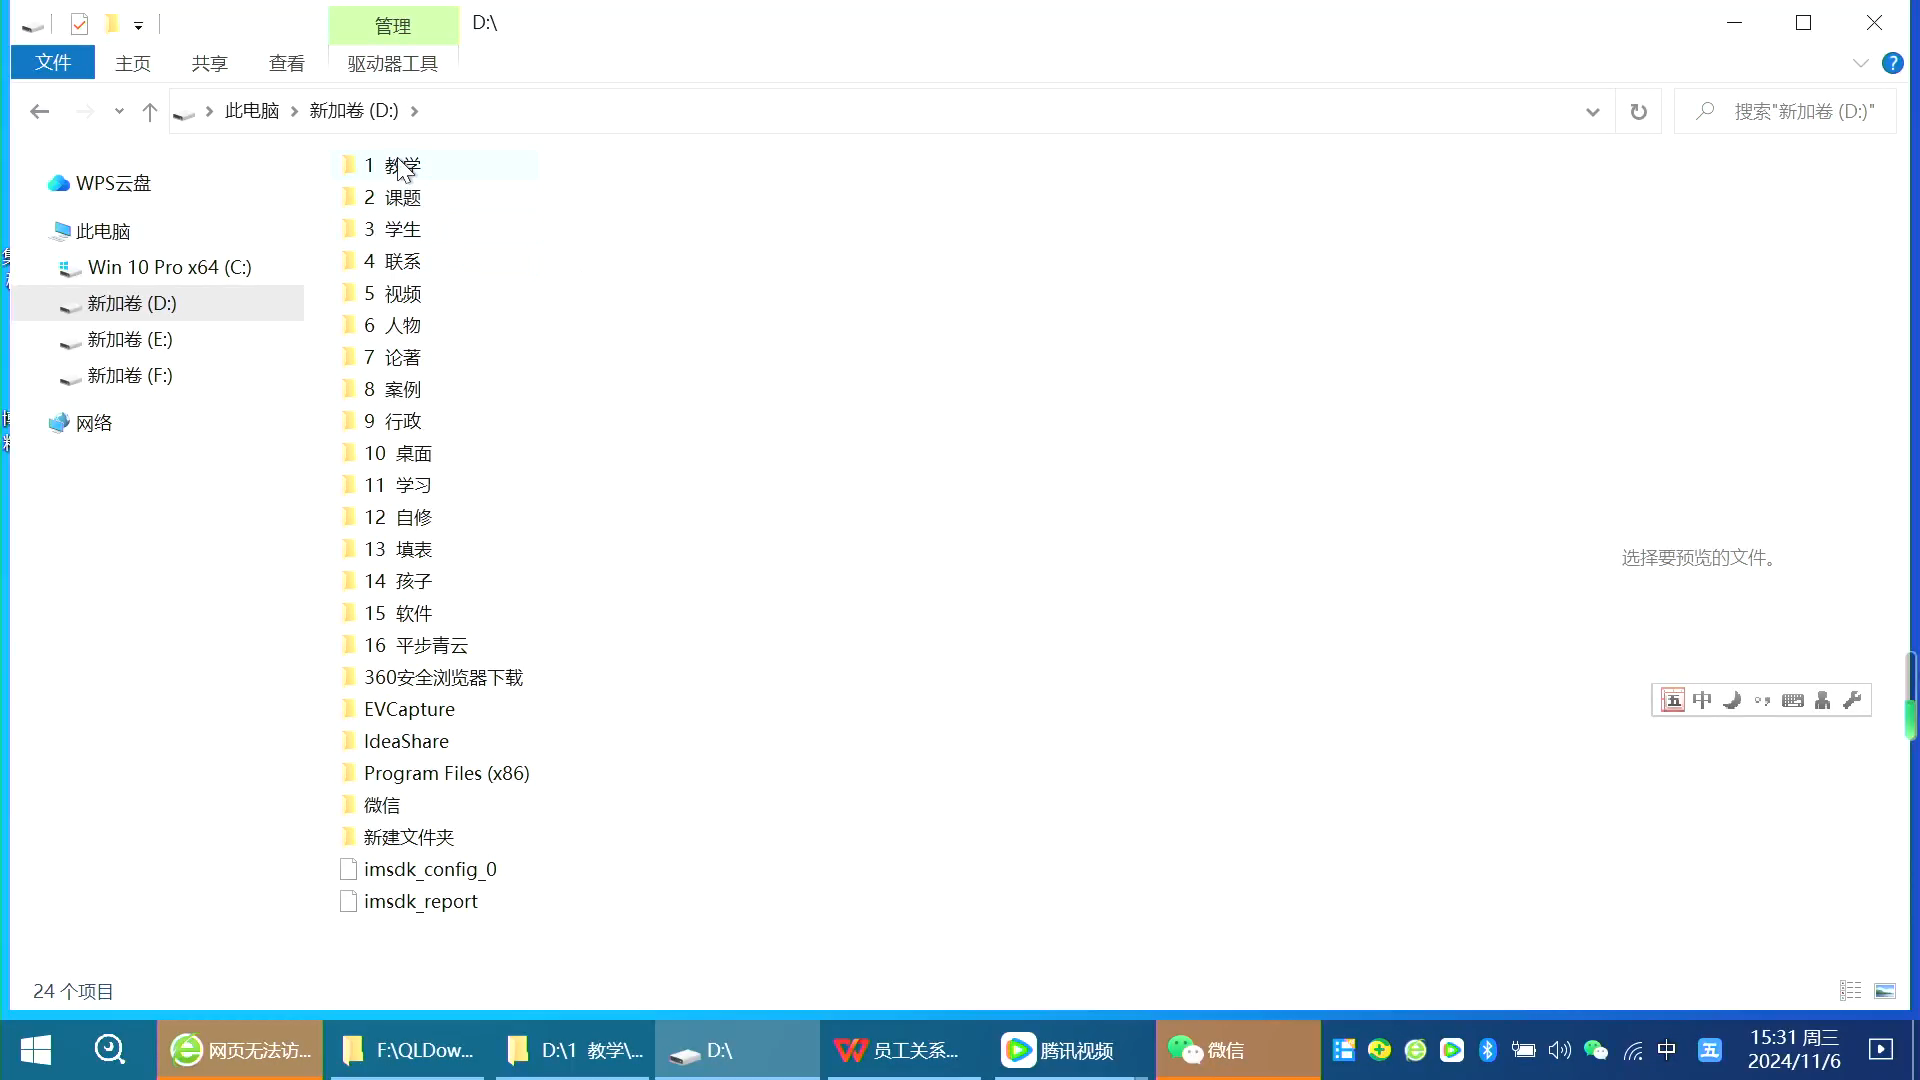 管理
D:\
文件
主页
共享
查看
驱动器工具
此电脑
新加卷 (D:)
搜索"新加卷 (D:)"
WPS云盘
此电脑
Win 10 Pro x64 (C:)
新加卷 (D:)
新加卷 (E:)
新加卷 (F:)
网络
1 教学
2 课题
3 学生
4 联系
5 视频
6 人物
7 论著
8 案例
9 行政
10 桌面
11 学习
12 自修
13 填表
14 孩子
15 软件
16 平步青云
360安全浏览器下载
EVCapture
IdeaShare
Program Files (x86)
微信
新建文件夹
imsdk_config_0
imsdk_report
选择要预览的文件。
五 中
24 个项目
网页无法访...
F:\QLDow...
D:\1 教学\...
D:\
员工关系...
腾讯视频
微信
中
五
15:31 周三
2024/11/6